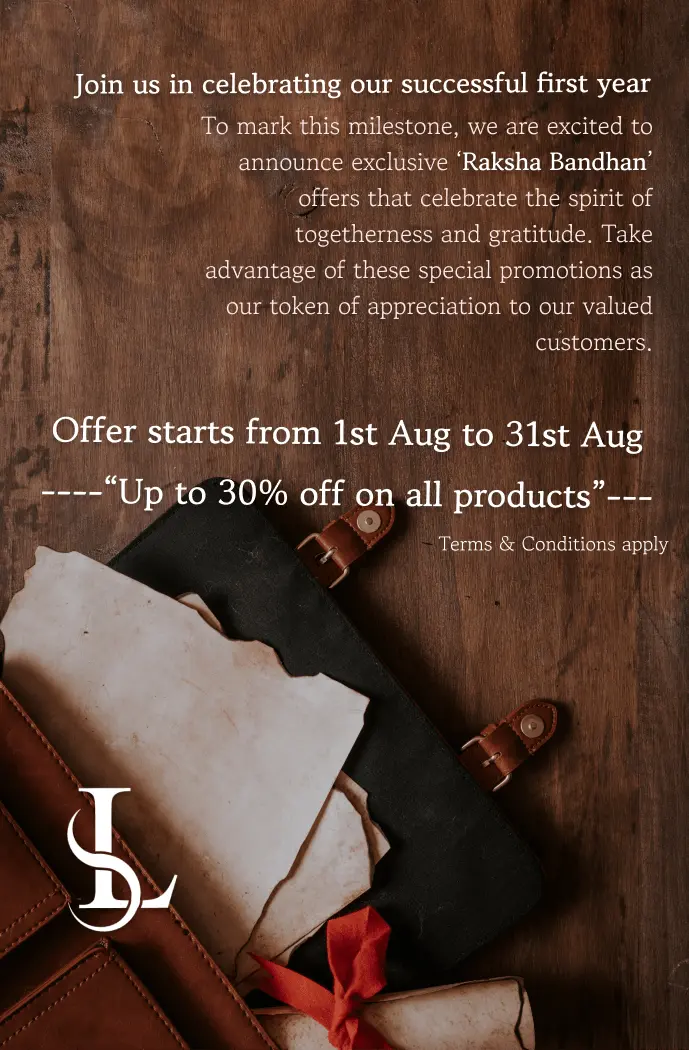 Join us in celebrating our successful first year
To mark this milestone, we are excited to
announce exclusive ‘Raksha Bandhan’
offers that celebrate the spirit of
togetherness and gratitude. Take
advantage of these special promotions as
our token of appreciation to our valued
customers.
Offer starts from 1st Aug to 31st Aug
----“Up to 30% off on all products”---
Terms & Conditions apply
SL